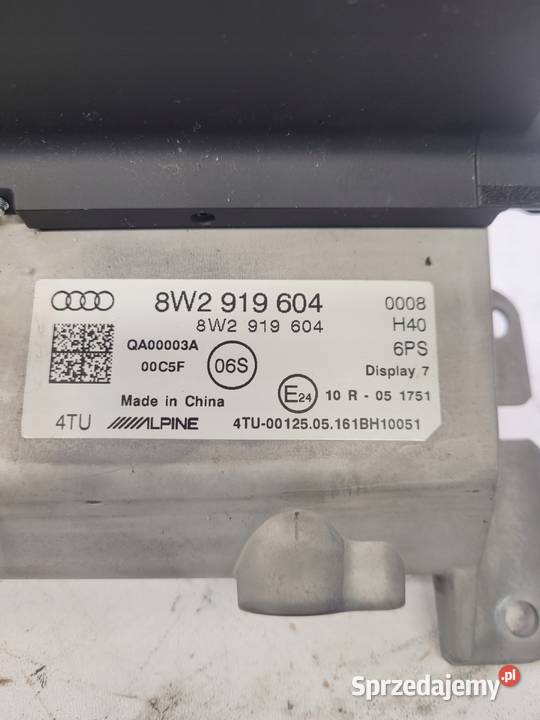 8W2 919 604
0008
8W2 919 604
H40
QA00003A
6PS
00C5F
06S
Display 7
Made in China
E24
10 R - 05 1751
4TU
ALPINE
4TU-00125.05.161BH10051
Sprzedajemy.pl